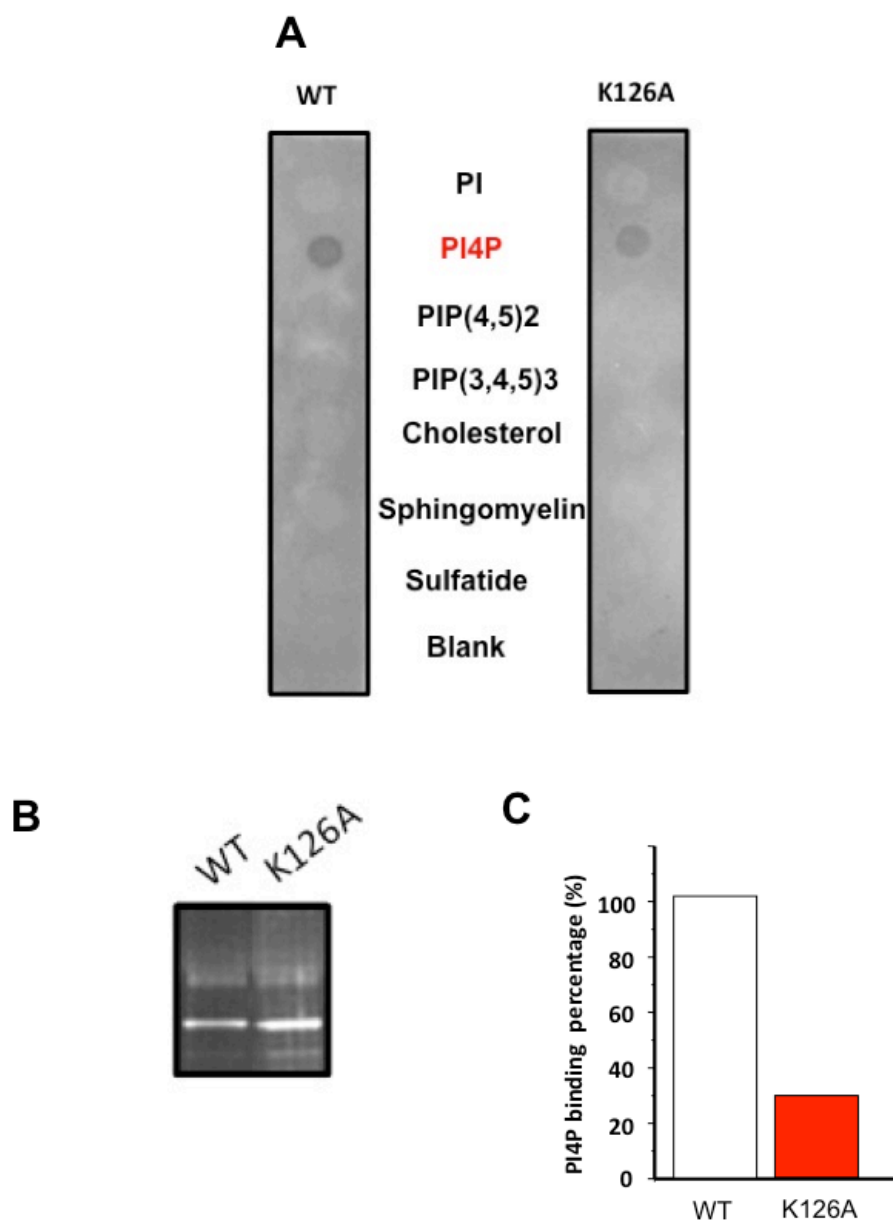 A
WT
K126A
PI
PI4P
PIP(4,5)2
PIP(3,4,5)3
Cholesterol
Sphingomyelin
Sulfatide
Blank
B
WT
K126A
C
PI4P binding percentage (%)
100
80
60
40
20
0
WT
K126A